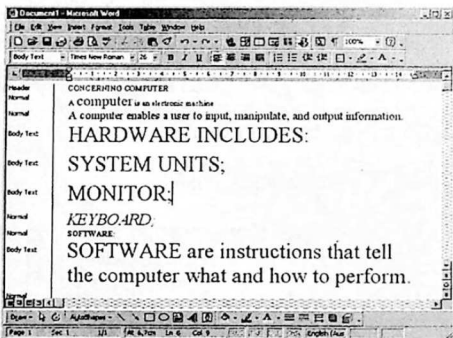 Document1 - Microsoft Word
File Edit View Insert Format Tools Table Window Help
100%
Body Text Times New Roman 26 B I U
Header CONCERNING COMPUTER
Normal A computer is an electronic machine
Normal A computer enables a user to input, manipulate, and output information.
Body Text HARDWARE INCLUDES:
Body Text SYSTEM UNITS;
Body Text MONITOR;
Normal KEYBOARD;
Normal SOFTWARE:
Body Text SOFTWARE are instructions that tell
the computer what and how to perform.
Normal
Draw AutoShapes
Page 1 Sec 1 1/1 At 6,7cm Ln 6 Col 9 English (Aus